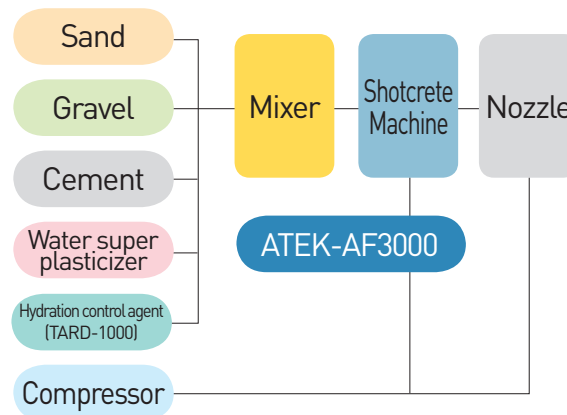 Sand
Gravel
Cement
Water super
plasticizer
Hydration control agent
(TARD-1000)
Compressor
Mixer
Shotcrete
Machine
Nozzle
ATEK-AF3000